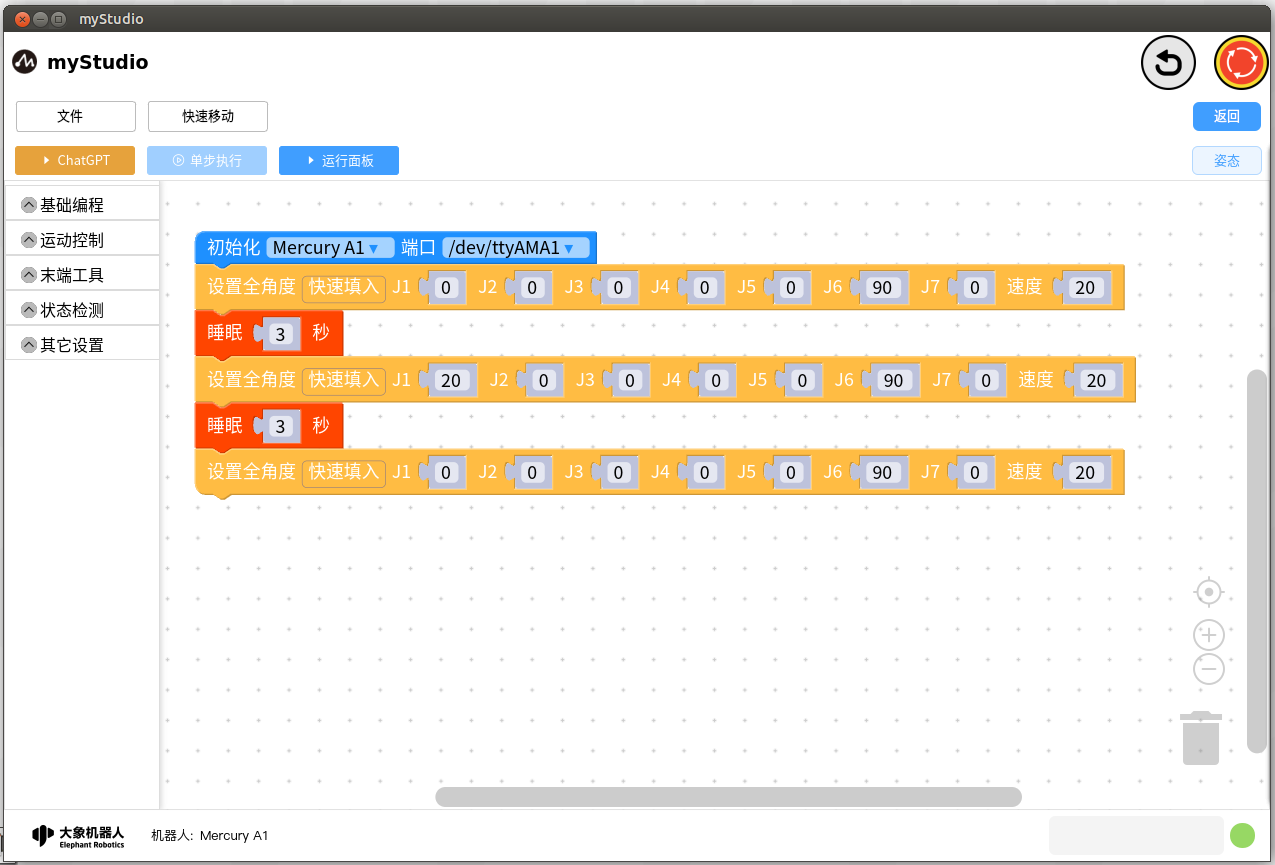 myStudio
myStudio
文件 快速移动 返回
ChatGPT 单步执行 运行面板 姿态
基础编程
运动控制
末端工具
状态检测
其它设置
初始化 Mercury A1 端口 /dev/ttyAMA1
设置全角度 快速填入 J1 0 J2 0 J3 0 J4 0 J5 0 J6 90 J7 0 速度 20
睡眠 3 秒
设置全角度 快速填入 J1 20 J2 0 J3 0 J4 0 J5 0 J6 90 J7 0 速度 20
睡眠 3 秒
设置全角度 快速填入 J1 0 J2 0 J3 0 J4 0 J5 0 J6 90 J7 0 速度 20
大象机器人
Elephant Robotics
机器人: Mercury A1